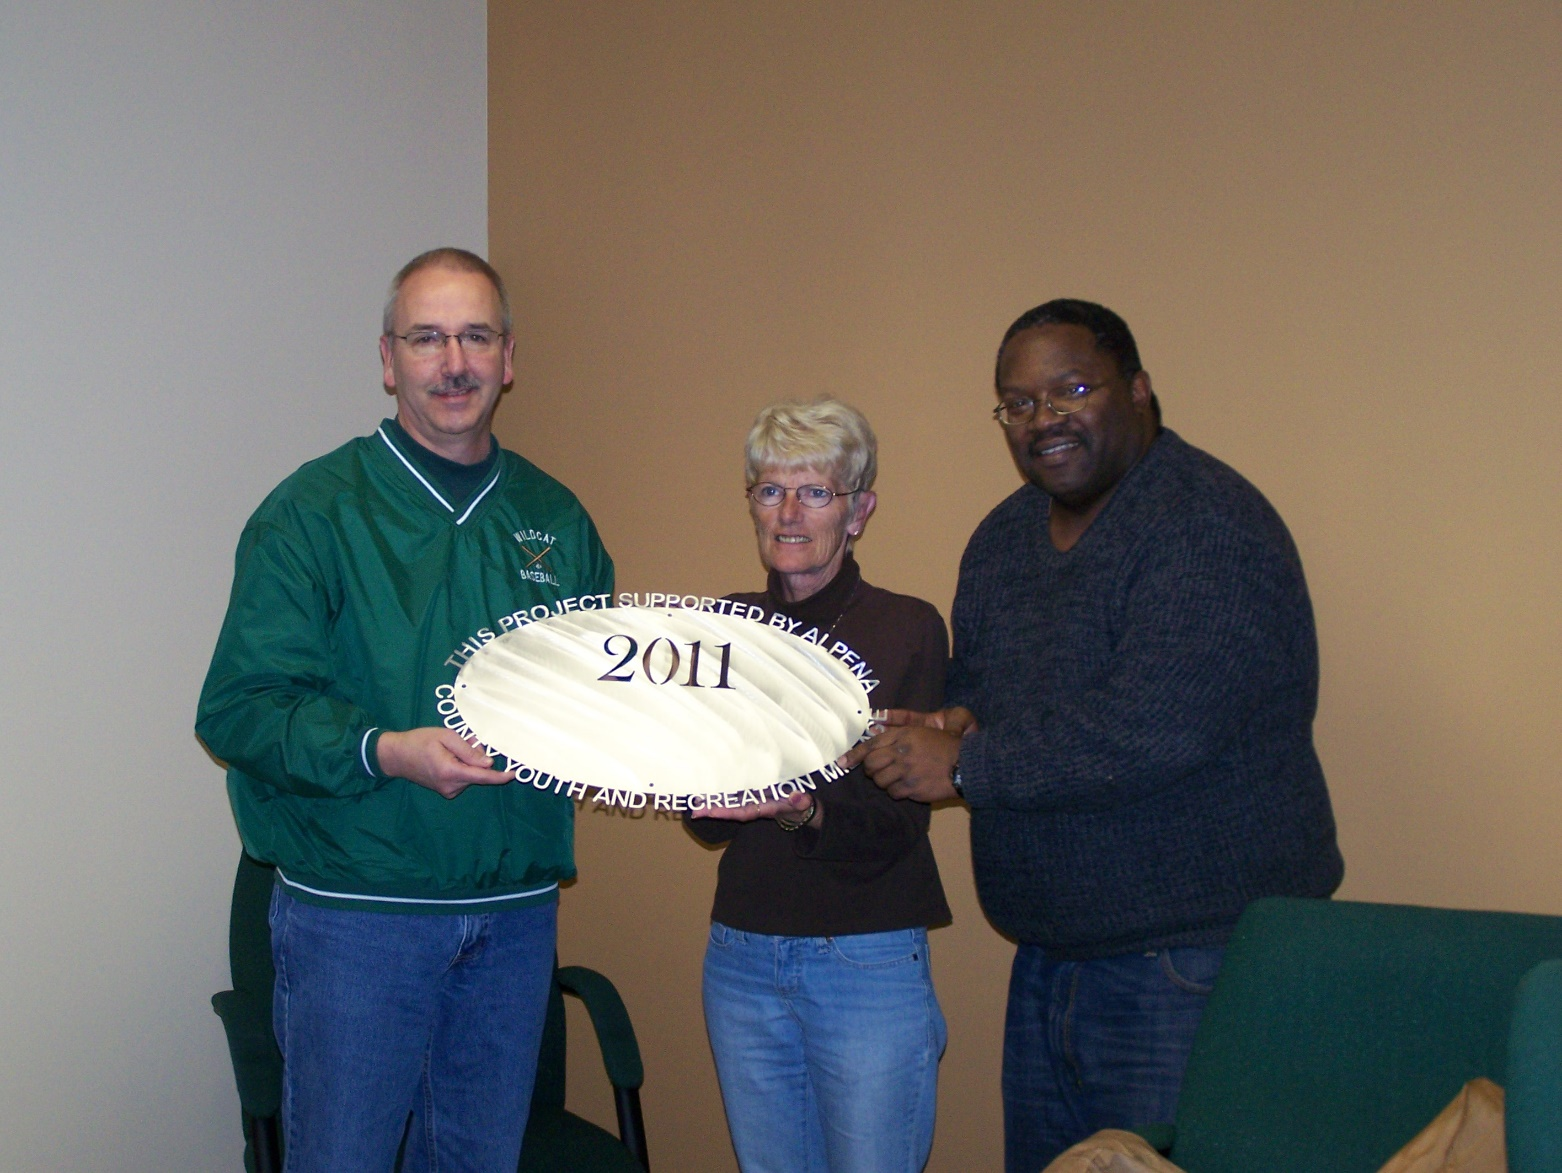 WILDCAT
BASEBALL
THIS PROJECT SUPPORTED BY ALPENA
2011
COUNTY YOUTH AND RECREATION